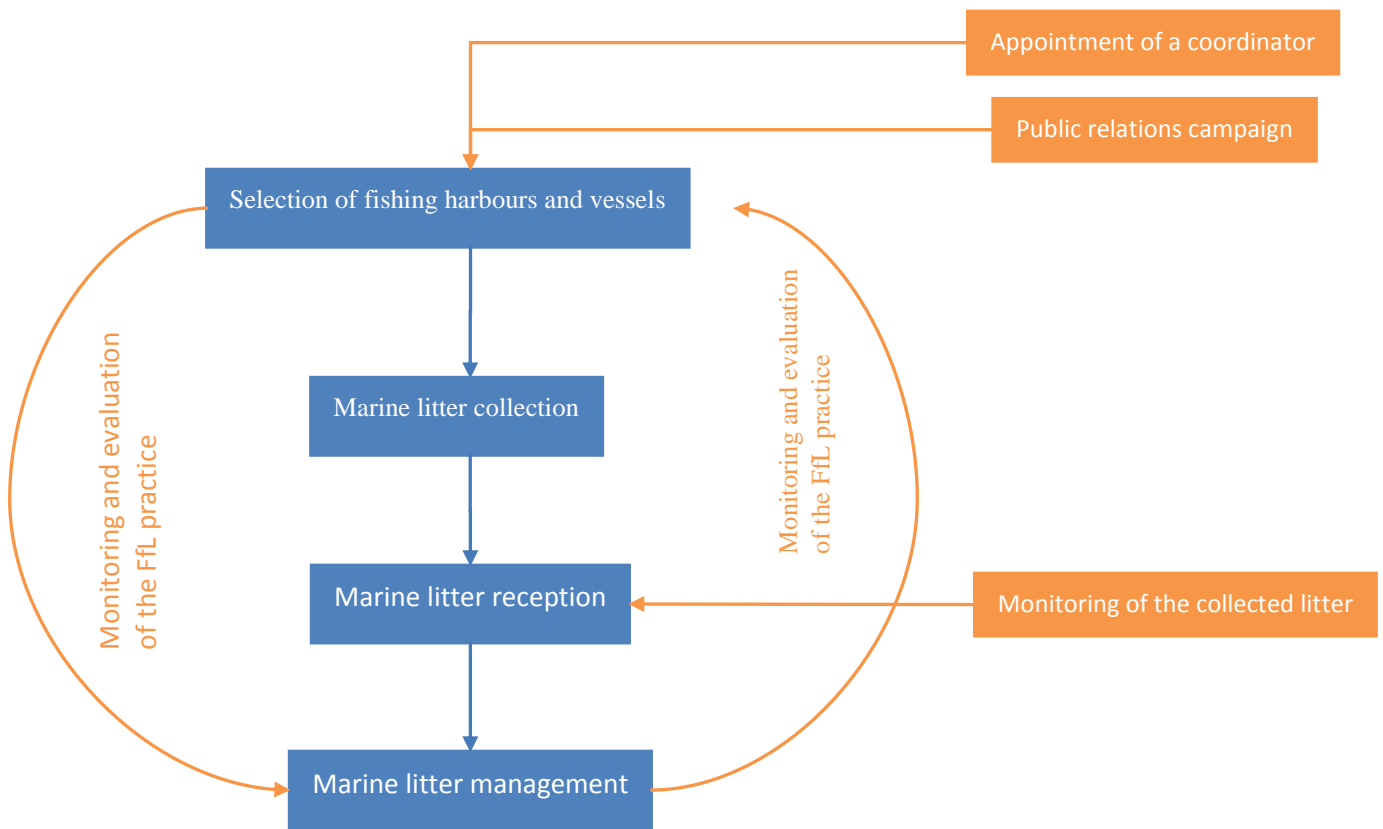 Appointment of a coordinator
Public relations campaign
Selection of fishing harbours and vessels
Monitoring and evaluation
of the FfL practice
Monitoring and evaluation
of the FfL practice
Marine litter collection
Marine litter reception
Monitoring of the collected litter
Marine litter management